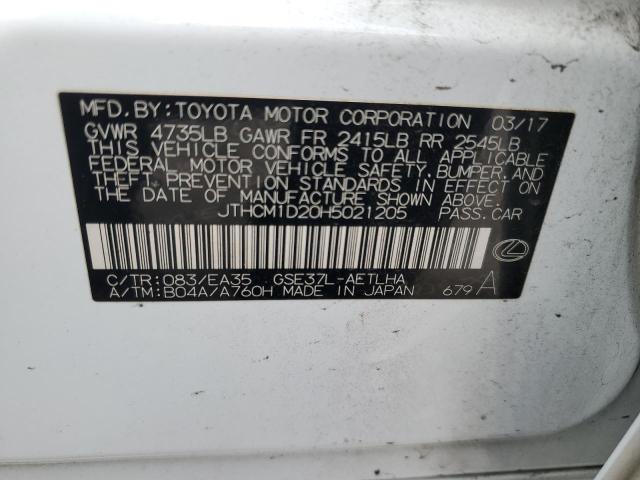 MFD. BY: TOYOTA MOTOR CORPORATION 03/17
GVWR 4735LB GAWR FR 2415LB RR 2545LB
THIS VEHICLE CONFORMS TO ALL APPLICABLE
FEDERAL MOTOR VEHICLE SAFETY, BUMPER, AND
THEFT PREVENTION STANDARDS IN EFFECT ON
THE DATE OF MANUFACTURE SHOWN ABOVE.
JTHCM1D20H5021205 PASS. CAR
C/TR: 083/EA35 GSE37L-AETLHA
A/TM: B04A/A760H MADE IN JAPAN 679 A